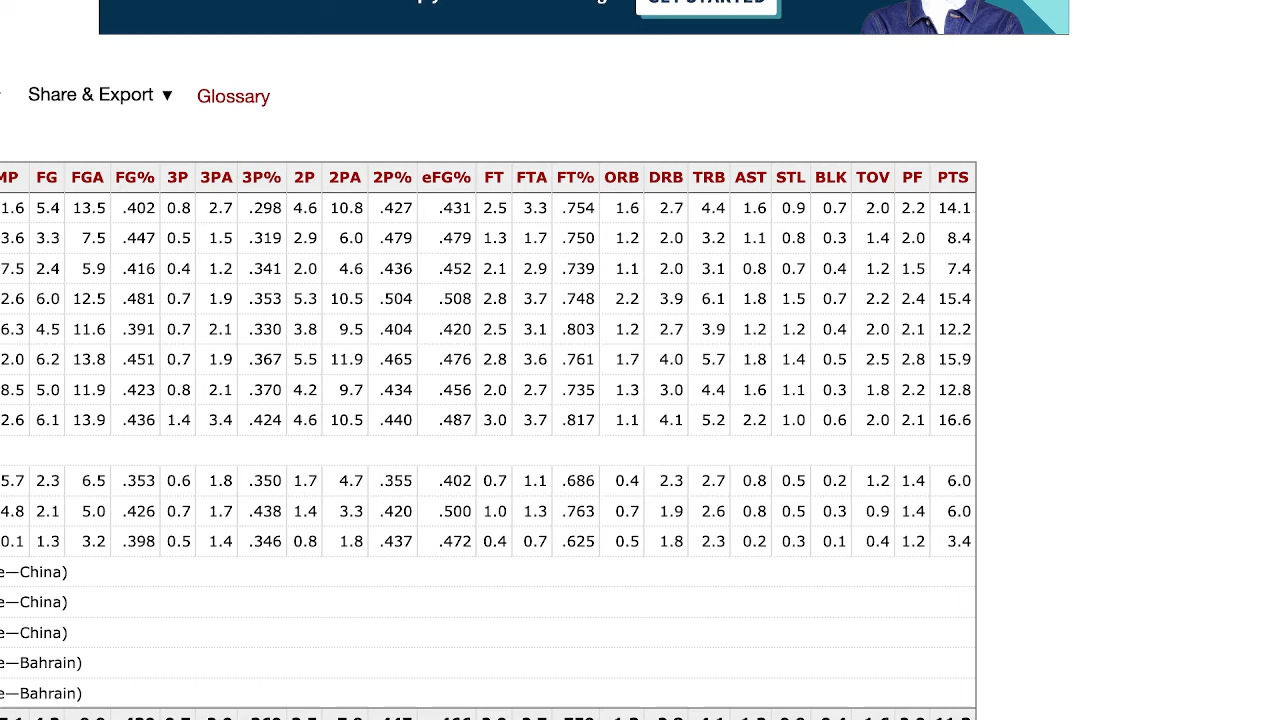 GET STARTED
Share & Export ▼ Glossary
MP FG FGA FG% 3P 3PA 3P% 2P 2PA 2P% eFG% FT FTA FT% ORB DRB TRB AST STL BLK TOV PF PTS
1.6 5.4 13.5 .402 0.8 2.7 .298 4.6 10.8 .427 .431 2.5 3.3 .754 1.6 2.7 4.4 1.6 0.9 0.7 2.0 2.2 14.1
3.6 3.3 7.5 .447 0.5 1.5 .319 2.9 6.0 .479 .479 1.3 1.7 .750 1.2 2.0 3.2 1.1 0.8 0.3 1.4 2.0 8.4
7.5 2.4 5.9 .416 0.4 1.2 .341 2.0 4.6 .436 .452 2.1 2.9 .739 1.1 2.0 3.1 0.8 0.7 0.4 1.2 1.5 7.4
2.6 6.0 12.5 .481 0.7 1.9 .353 5.3 10.5 .504 .508 2.8 3.7 .748 2.2 3.9 6.1 1.8 1.5 0.7 2.2 2.4 15.4
6.3 4.5 11.6 .391 0.7 2.1 .330 3.8 9.5 .404 .420 2.5 3.1 .803 1.2 2.7 3.9 1.2 1.2 0.4 2.0 2.1 12.2
2.0 6.2 13.8 .451 0.7 1.9 .367 5.5 11.9 .465 .476 2.8 3.6 .761 1.7 4.0 5.7 1.8 1.4 0.5 2.5 2.8 15.9
8.5 5.0 11.9 .423 0.8 2.1 .370 4.2 9.7 .434 .456 2.0 2.7 .735 1.3 3.0 4.4 1.6 1.1 0.3 1.8 2.2 12.8
2.6 6.1 13.9 .436 1.4 3.4 .424 4.6 10.5 .440 .487 3.0 3.7 .817 1.1 4.1 5.2 2.2 1.0 0.6 2.0 2.1 16.6
5.7 2.3 6.5 .353 0.6 1.8 .350 1.7 4.7 .355 .402 0.7 1.1 .686 0.4 2.3 2.7 0.8 0.5 0.2 1.2 1.4 6.0
4.8 2.1 5.0 .426 0.7 1.7 .438 1.4 3.3 .420 .500 1.0 1.3 .763 0.7 1.9 2.6 0.8 0.5 0.3 0.9 1.4 6.0
0.1 1.3 3.2 .398 0.5 1.4 .346 0.8 1.8 .437 .472 0.4 0.7 .625 0.5 1.8 2.3 0.2 0.3 0.1 0.4 1.2 3.4
e—China)
e—China)
e—China)
e—Bahrain)
e—Bahrain)